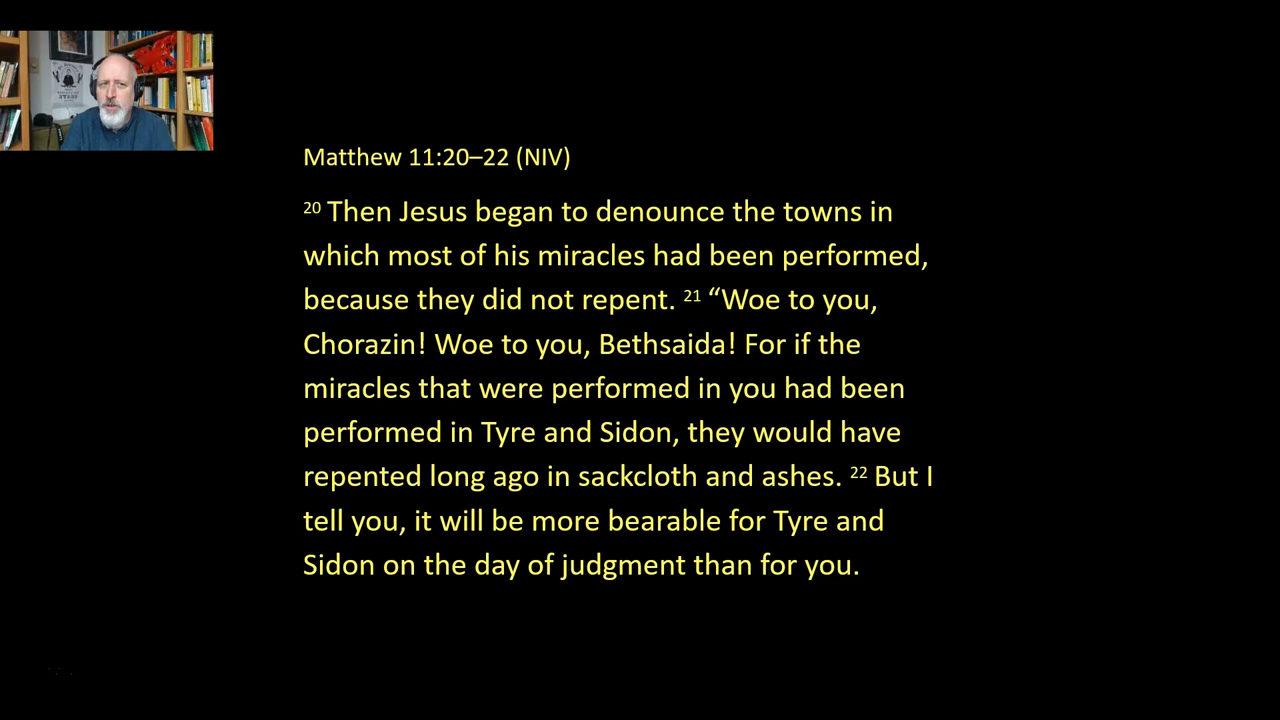 Matthew 11:20–22 (NIV)
20 Then Jesus began to denounce the towns in
which most of his miracles had been performed,
because they did not repent. 21 “Woe to you,
Chorazin! Woe to you, Bethsaida! For if the
miracles that were performed in you had been
performed in Tyre and Sidon, they would have
repented long ago in sackcloth and ashes. 22 But I
tell you, it will be more bearable for Tyre and
Sidon on the day of judgment than for you.